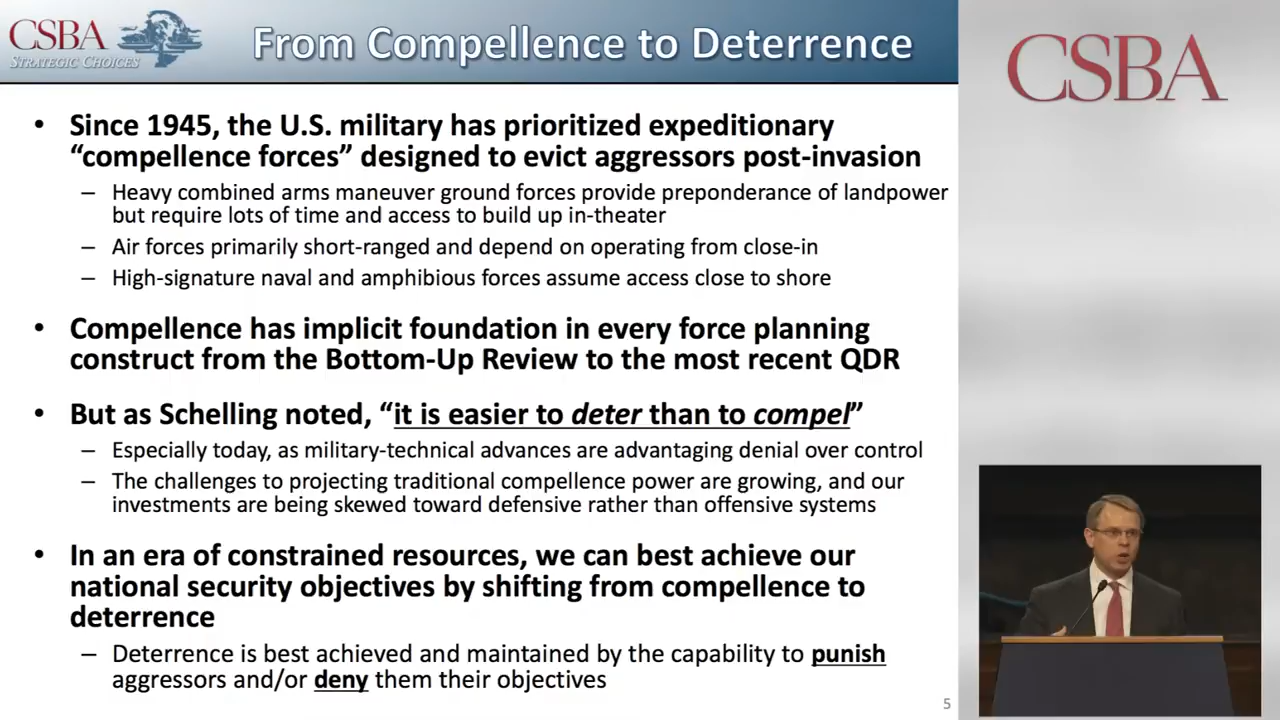 CSBA
STRATEGIC CHOICES
From Compellence to Deterrence
CSBA
• Since 1945, the U.S. military has prioritized expeditionary
“compellence forces” designed to evict aggressors post-invasion
– Heavy combined arms maneuver ground forces provide preponderance of landpower
but require lots of time and access to build up in-theater
– Air forces primarily short-ranged and depend on operating from close-in
– High-signature naval and amphibious forces assume access close to shore
• Compellence has implicit foundation in every force planning
construct from the Bottom-Up Review to the most recent QDR
• But as Schelling noted, “it is easier to deter than to compel”
– Especially today, as military-technical advances are advantaging denial over control
– The challenges to projecting traditional compellence power are growing, and our
investments are being skewed toward defensive rather than offensive systems
• In an era of constrained resources, we can best achieve our
national security objectives by shifting from compellence to
deterrence
– Deterrence is best achieved and maintained by the capability to punish
aggressors and/or deny them their objectives
5